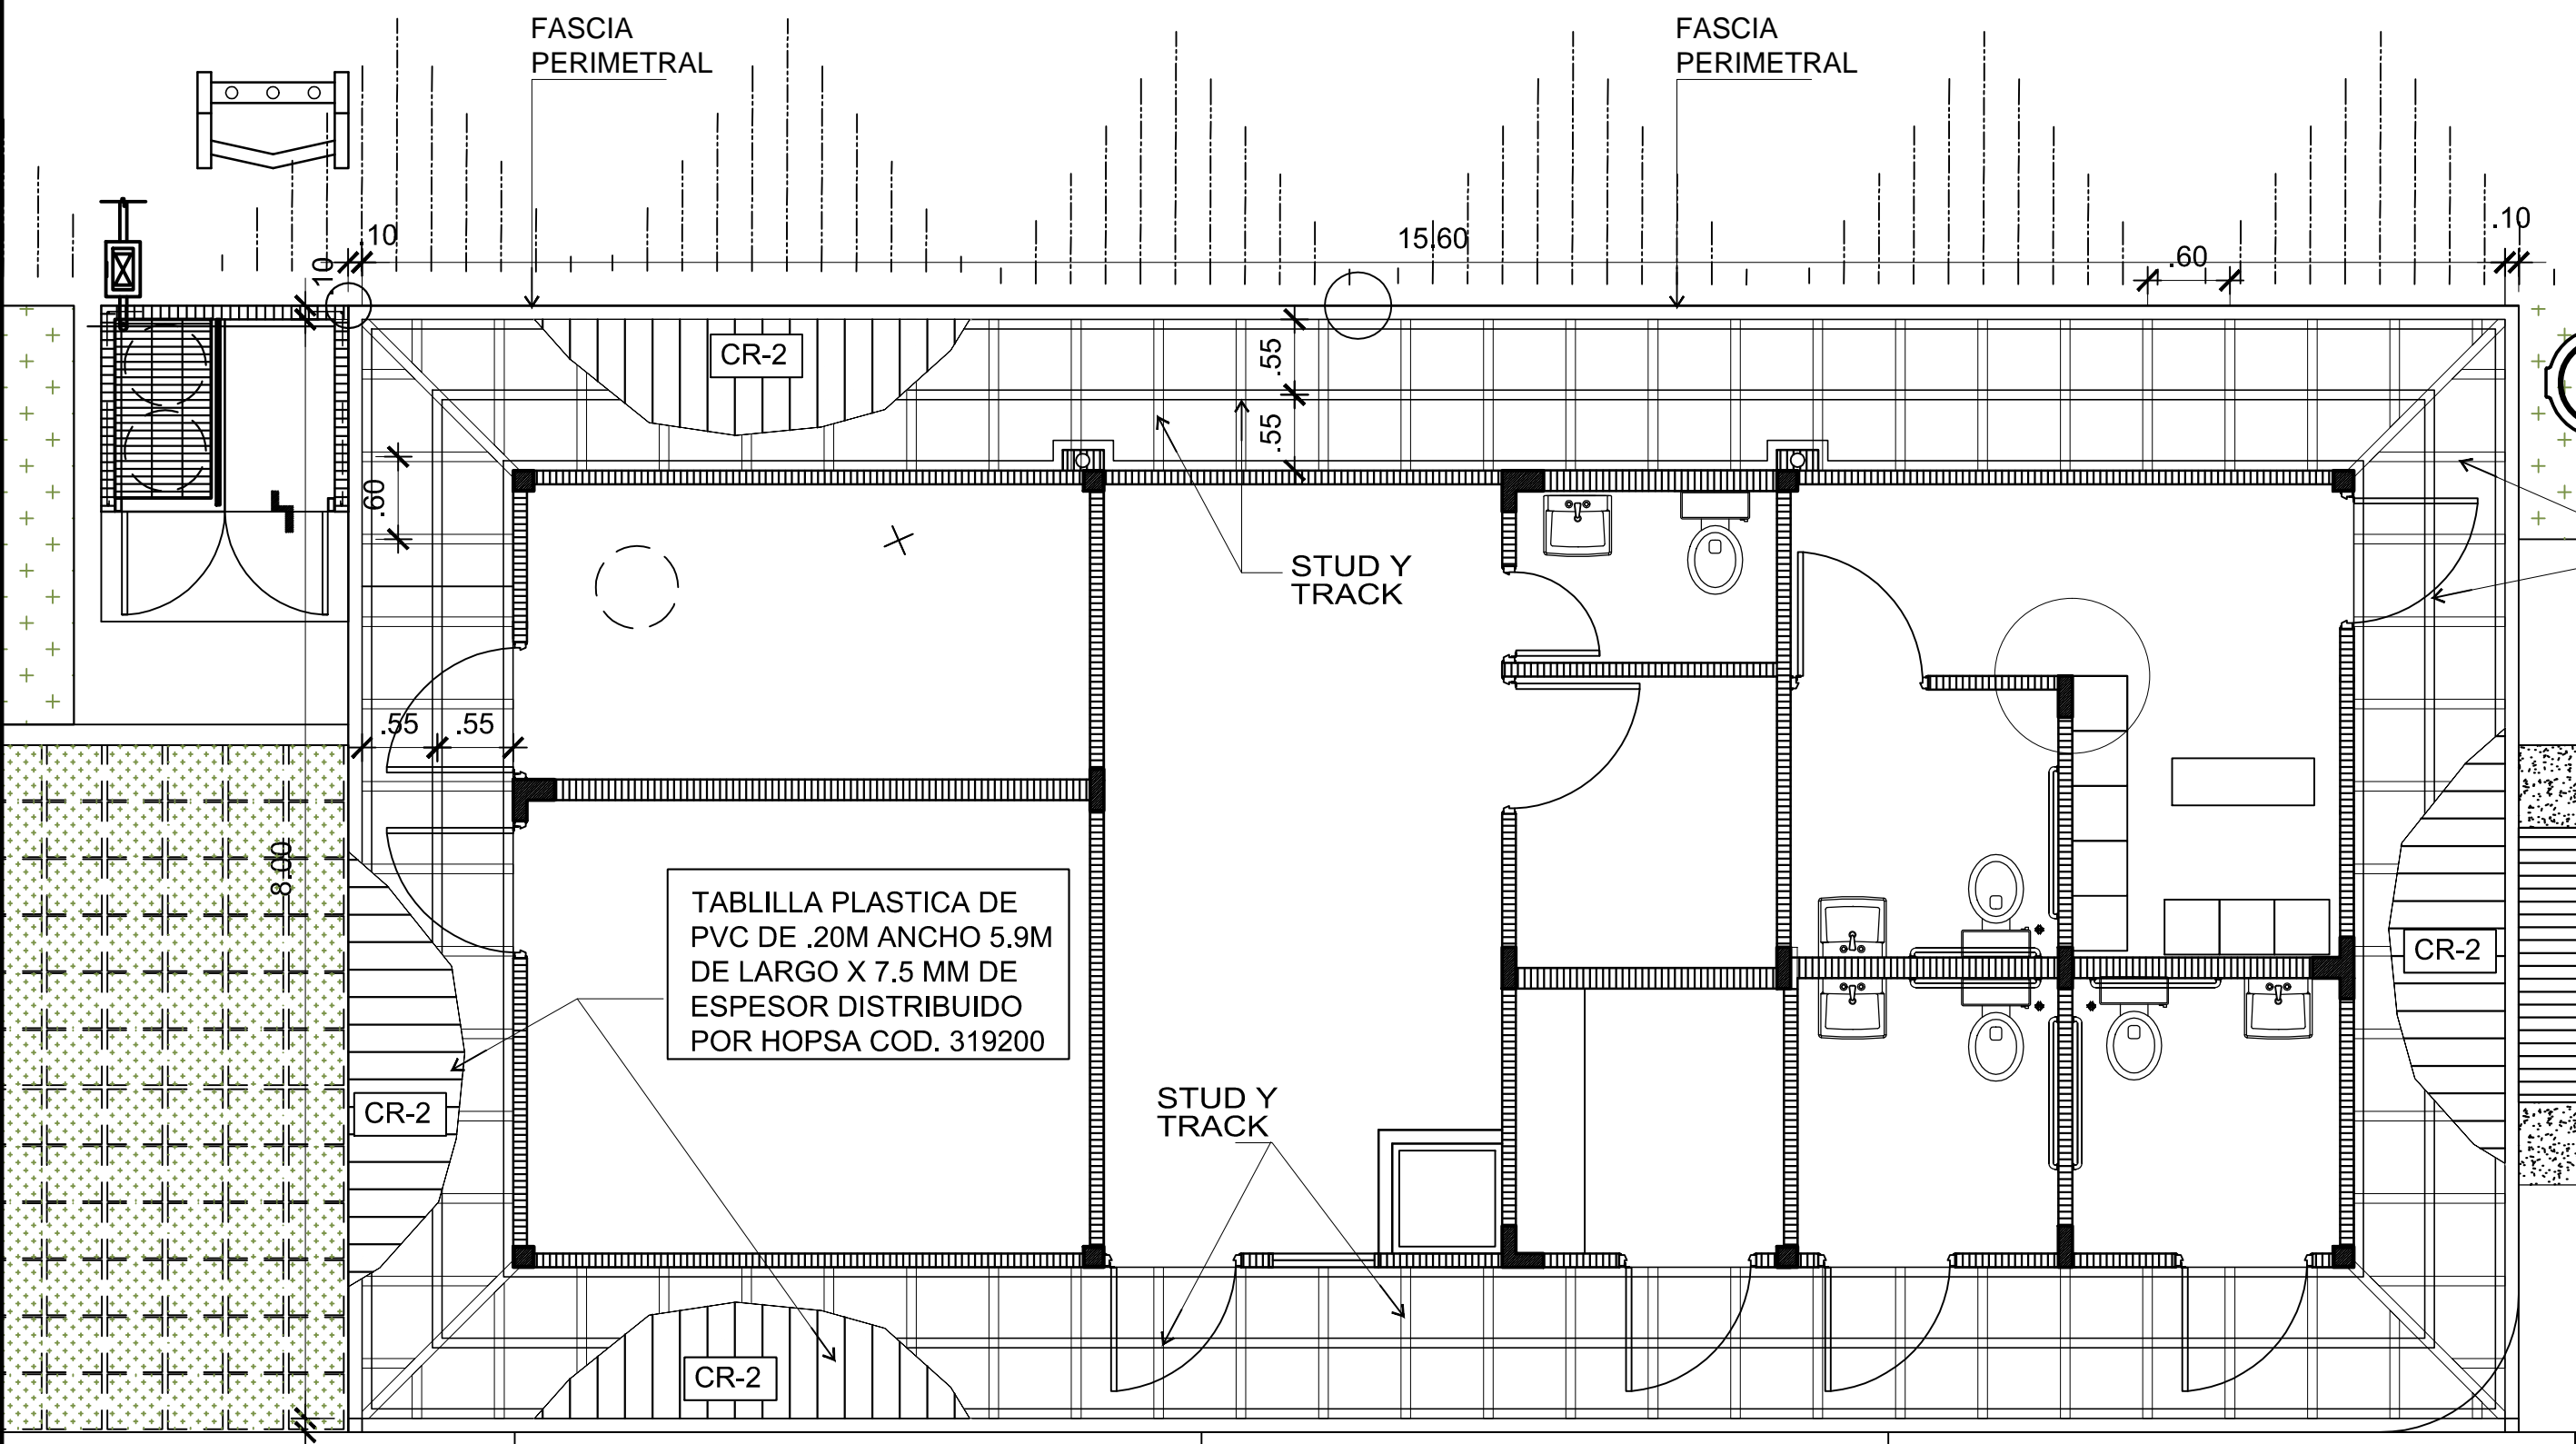 FASCIA
PERIMETRAL
FASCIA
PERIMETRAL
.10
.10
15.60
.60
.10
CR-2
.55
.55
.60
STUD Y
TRACK
.55
.55
8.00
TABLILLA PLASTICA DE
PVC DE .20M ANCHO 5.9M
DE LARGO X 7.5 MM DE
ESPESOR DISTRIBUIDO
POR HOPSA COD. 319200
CR-2
CR-2
STUD Y
TRACK
CR-2